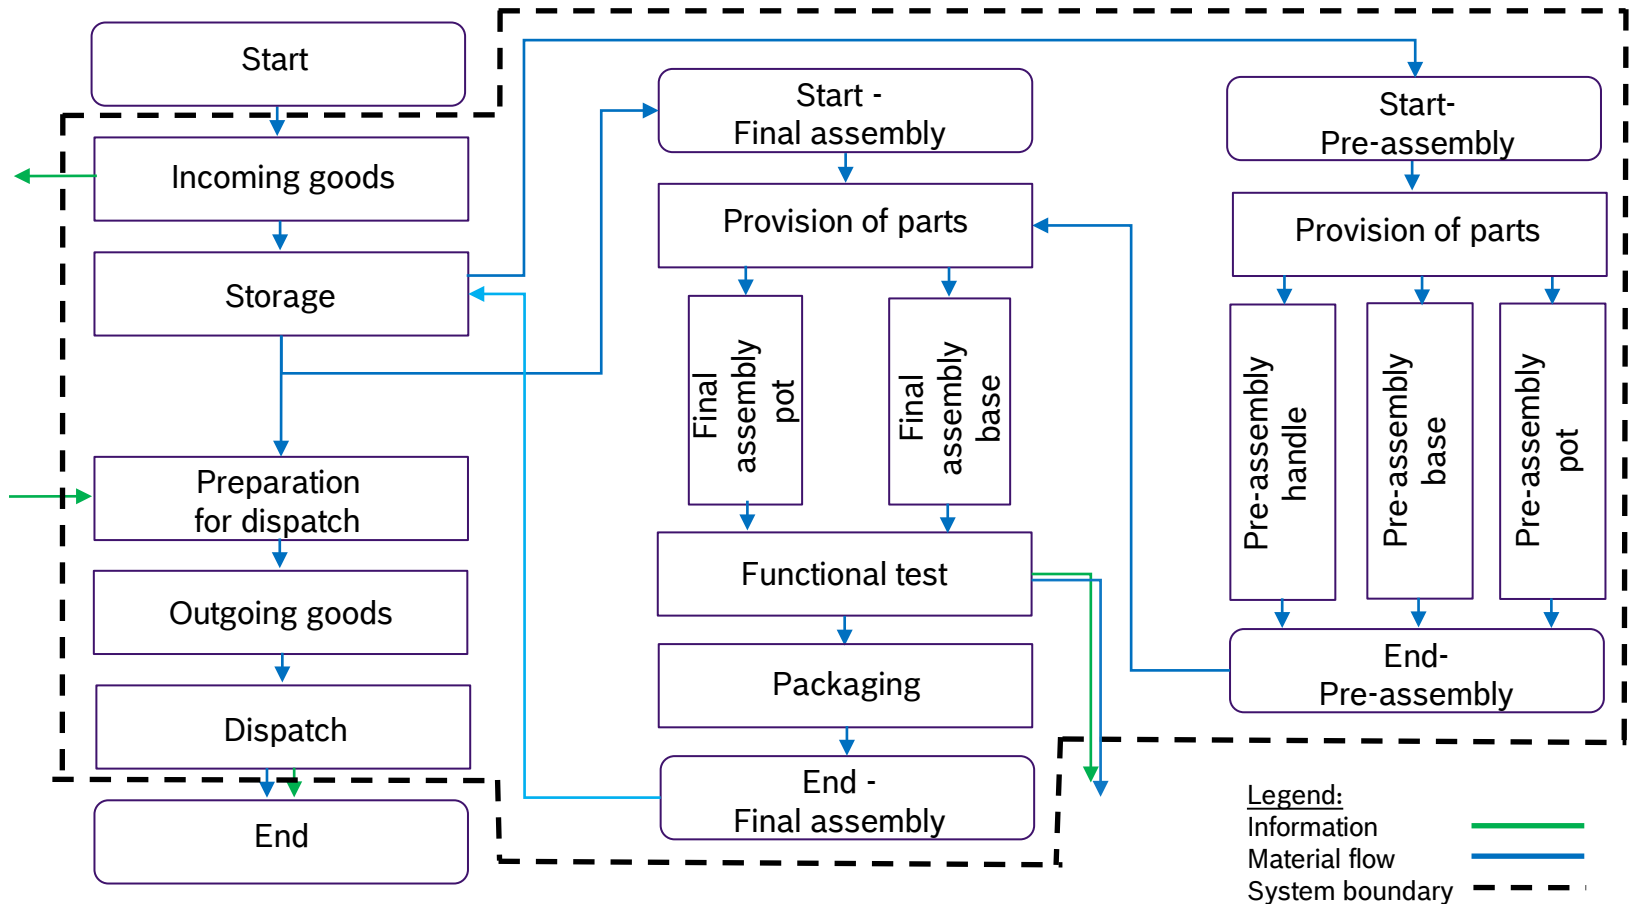 Start
Incoming goods
Storage
Preparation
for dispatch
Outgoing goods
Dispatch
End
Start -
Final assembly
Provision of parts
Final
assembly
pot
Final
assembly
base
Functional test
Packaging
End -
Final assembly
Start-
Pre-assembly
Provision of parts
Pre-assembly
handle
Pre-assembly
base
Pre-assembly
pot
End-
Pre-assembly
Legend:
Information
Material flow
System boundary